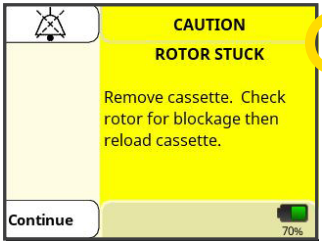 CAUTION
ROTOR STUCK
Remove cassette. Check
rotor for blockage then
reload cassette.
Continue
70%